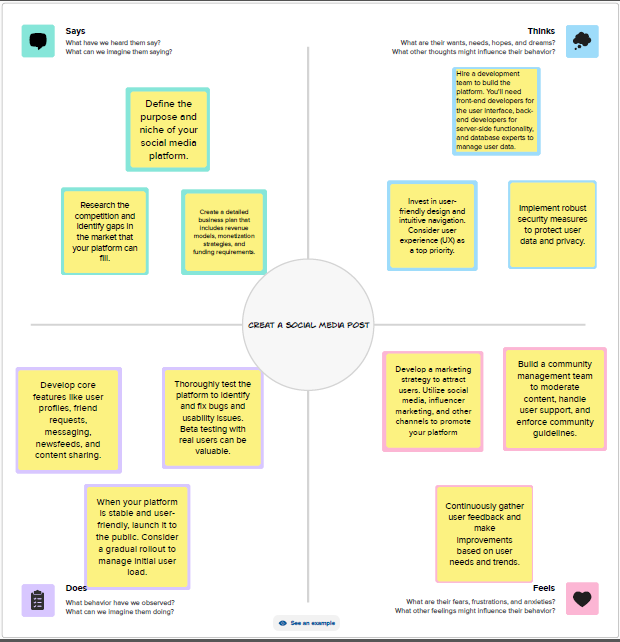 Says
What have we heard them say?
What can we imagine them saying?
Thinks
What are their wants, needs, hopes, and dreams?
What other thoughts might influence their behavior?
Define the
purpose and
niche of your
social media
platform.
Research the
competition and
identify gaps in
the market that
your platform can
fill.
Create a detailed
business plan that
includes revenue
models, monetization
strategies, and
funding requirements.
Hire a development
team to build the
platform. You'll need
front-end developers for
the user interface, back-
end developers for
server-side functionality,
and database experts to
manage user data.
Invest in user-
friendly design and
intuitive navigation.
Consider user
experience (UX) as
a top priority.
Implement robust
security measures
to protect user
data and privacy.
CREAT A SOCIAL MEDIA POST
Develop core
features like user
profiles, friend
requests,
messaging,
newsfeeds, and
content sharing.
Thoroughly test the
platform to identify
and fix bugs and
usability issues.
Beta testing with
real users can be
valuable.
When your platform
is stable and user-
friendly, launch it to
the public. Consider
a gradual rollout to
manage initial user
load.
Develop a marketing
strategy to attract
users. Utilize social
media, influencer
marketing, and other
channels to promote
your platform
Build a community
management team
to moderate
content, handle
user support, and
enforce community
guidelines.
Continuously gather
user feedback and
make
improvements
based on user
needs and trends.
Does
What behavior have we observed?
What can we imagine them doing?
See an example
Feels
What are their fears, frustrations, and anxieties?
What other feelings might influence their behavior?